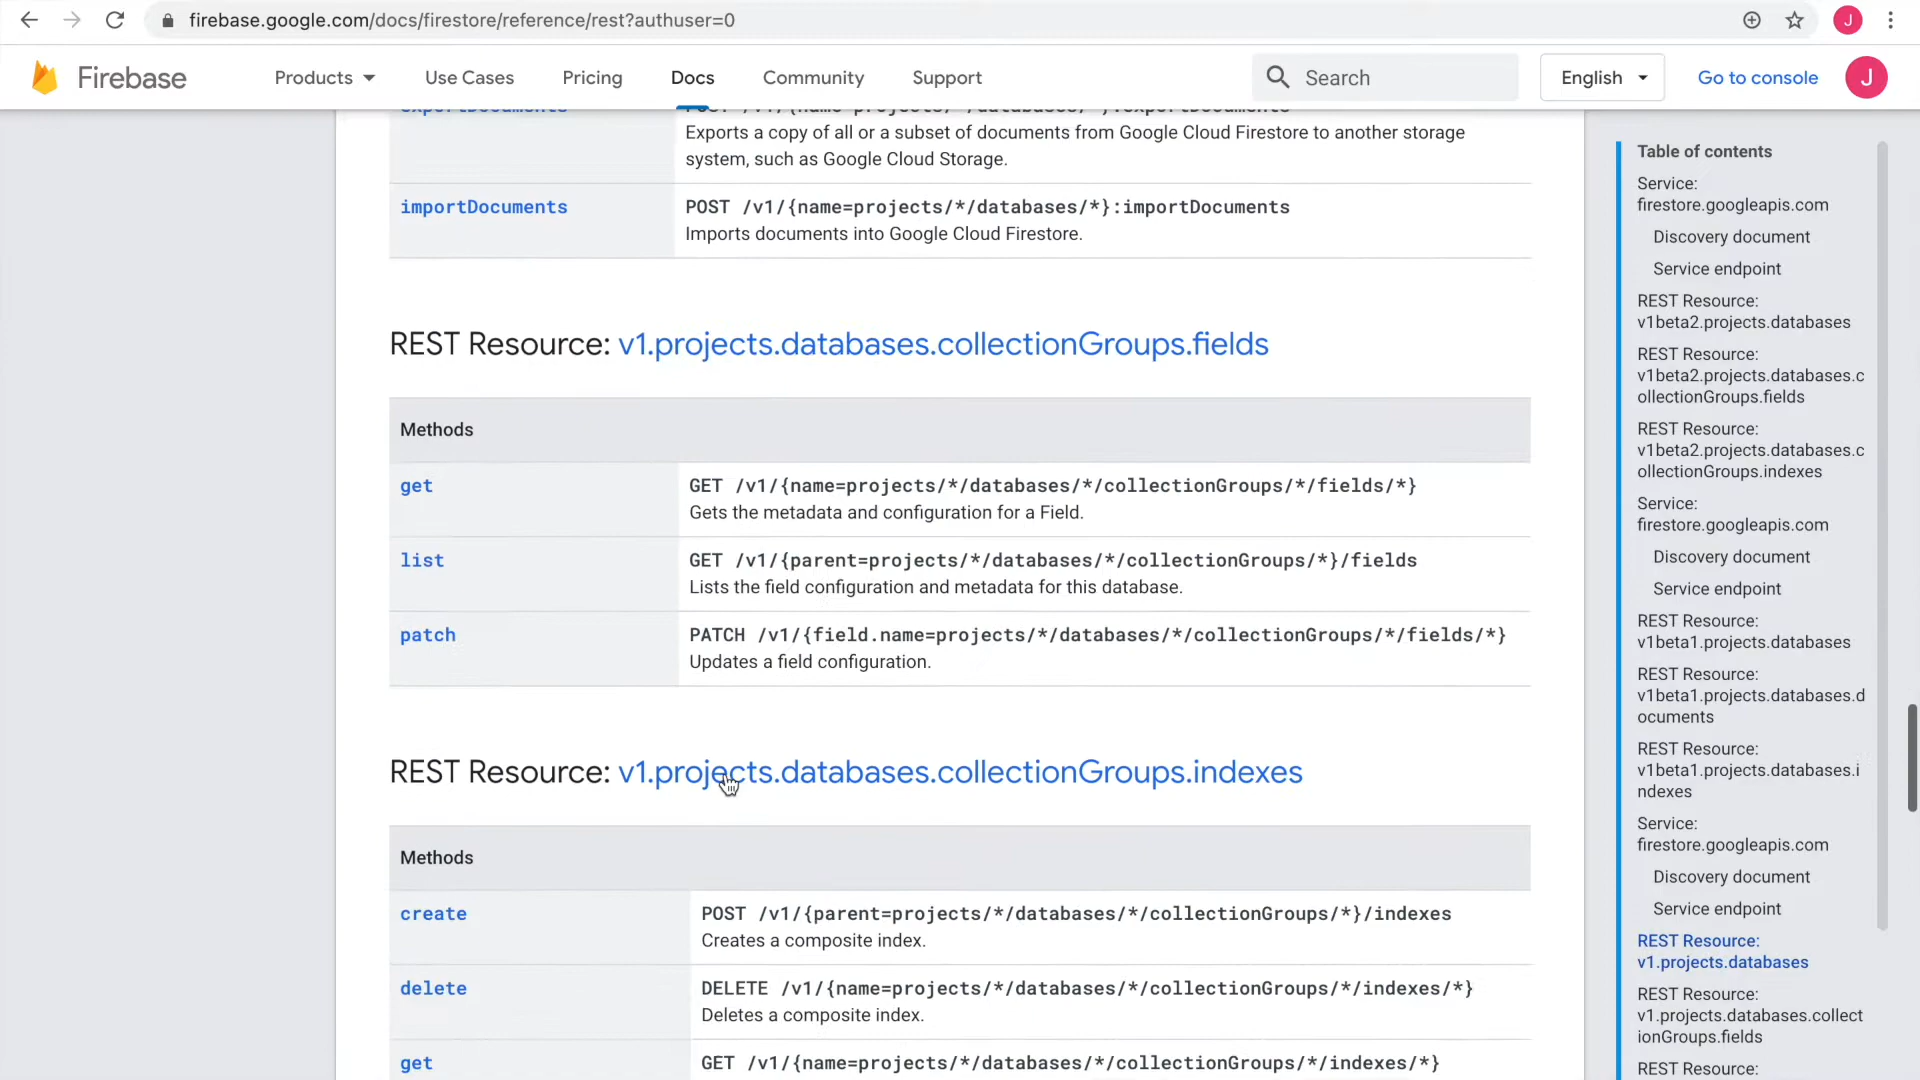 firebase.google.com/docs/firestore/reference/rest?authuser=0
J
Firebase
Products
Use Cases
Pricing
Docs
Community
Support
Search
English
Go to console
J
exportDocuments
POST /v1/{name=projects/*/databases/*}:exportDocuments
Exports a copy of all or a subset of documents from Google Cloud Firestore to another storage
system, such as Google Cloud Storage.
importDocuments
POST /v1/{name=projects/*/databases/*}:importDocuments
Imports documents into Google Cloud Firestore.
REST Resource: v1.projects.databases.collectionGroups.fields
Methods
get
GET /v1/{name=projects/*/databases/*/collectionGroups/*/fields/*}
Gets the metadata and configuration for a Field.
list
GET /v1/{parent=projects/*/databases/*/collectionGroups/*}/fields
Lists the field configuration and metadata for this database.
patch
PATCH /v1/{field.name=projects/*/databases/*/collectionGroups/*/fields/*}
Updates a field configuration.
REST Resource: v1.projects.databases.collectionGroups.indexes
Methods
create
POST /v1/{parent=projects/*/databases/*/collectionGroups/*}/indexes
Creates a composite index.
delete
DELETE /v1/{name=projects/*/databases/*/collectionGroups/*/indexes/*}
Deletes a composite index.
get
GET /v1/{name=projects/*/databases/*/collectionGroups/*/indexes/*}
Table of contents
Service:
firestore.googleapis.com
Discovery document
Service endpoint
REST Resource:
v1beta2.projects.databases
REST Resource:
v1beta2.projects.databases.c
ollectionGroups.fields
REST Resource:
v1beta2.projects.databases.c
ollectionGroups.indexes
Service:
firestore.googleapis.com
Discovery document
Service endpoint
REST Resource:
v1beta1.projects.databases
REST Resource:
v1beta1.projects.databases.d
ocuments
REST Resource:
v1beta1.projects.databases.i
ndexes
Service:
firestore.googleapis.com
Discovery document
Service endpoint
REST Resource:
v1.projects.databases
REST Resource:
v1.projects.databases.collect
ionGroups.fields
REST Resource: